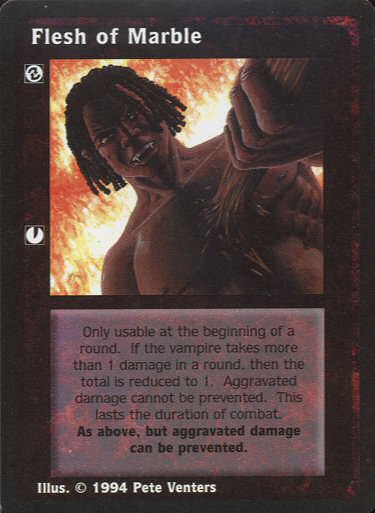 Flesh of Marble
Only usable at the beginning of a
round. If the vampire takes more
than 1 damage in a round, then the
total is reduced to 1. Aggravated
damage cannot be prevented. This
lasts the duration of combat.
As above, but aggravated damage
can be prevented.
Illus. © 1994 Pete Venters